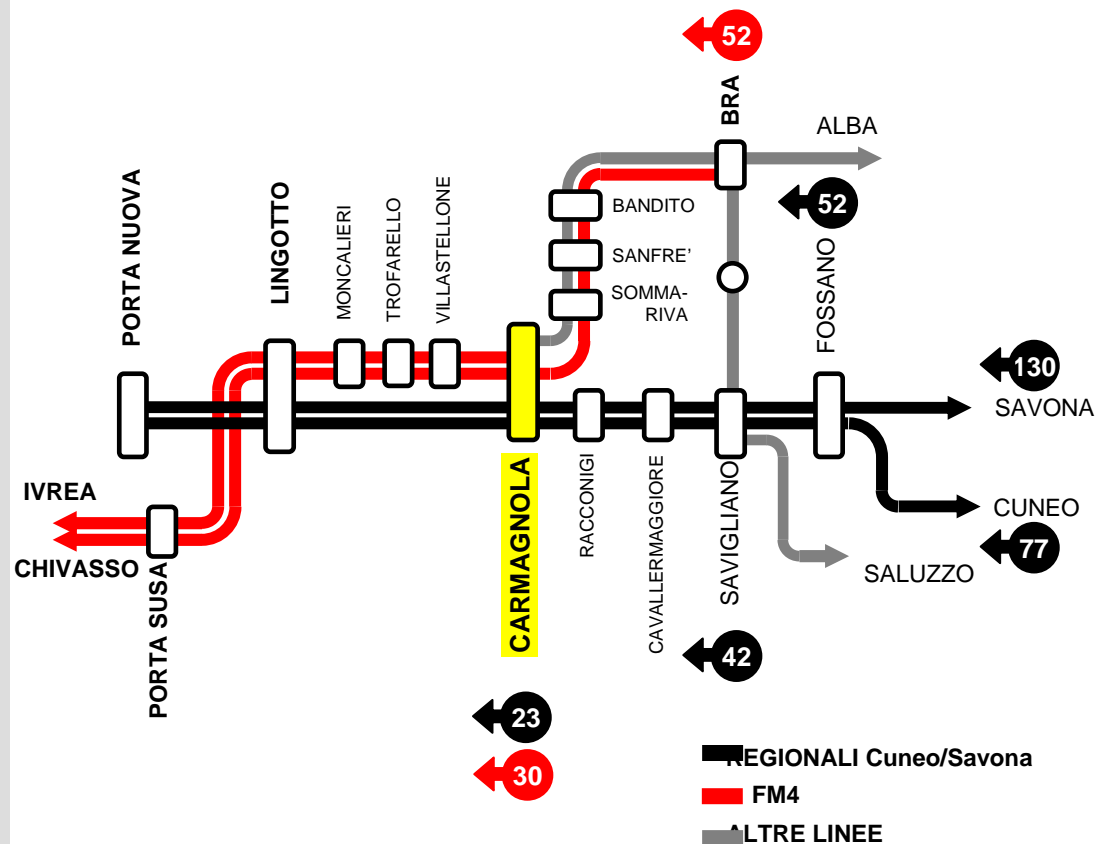 52
BRA
ALBA
PORTA NUOVA
LINGOTTO
MONCALIERI
TROFARELLO
VILLASTELLONE
BANDITO
SANFRE’
SOMMA-
RIVA
52
FOSSANO
130
SAVONA
IVREA
CHIVASSO
PORTA SUSA
CARMAGNOLA
RACCONIGI
CAVALLERMAGGIORE
SAVIGLIANO
CUNEO
77
SALUZZO
42
23
30
REGIONALI Cuneo/Savona
FM4
ALTRE LINEE